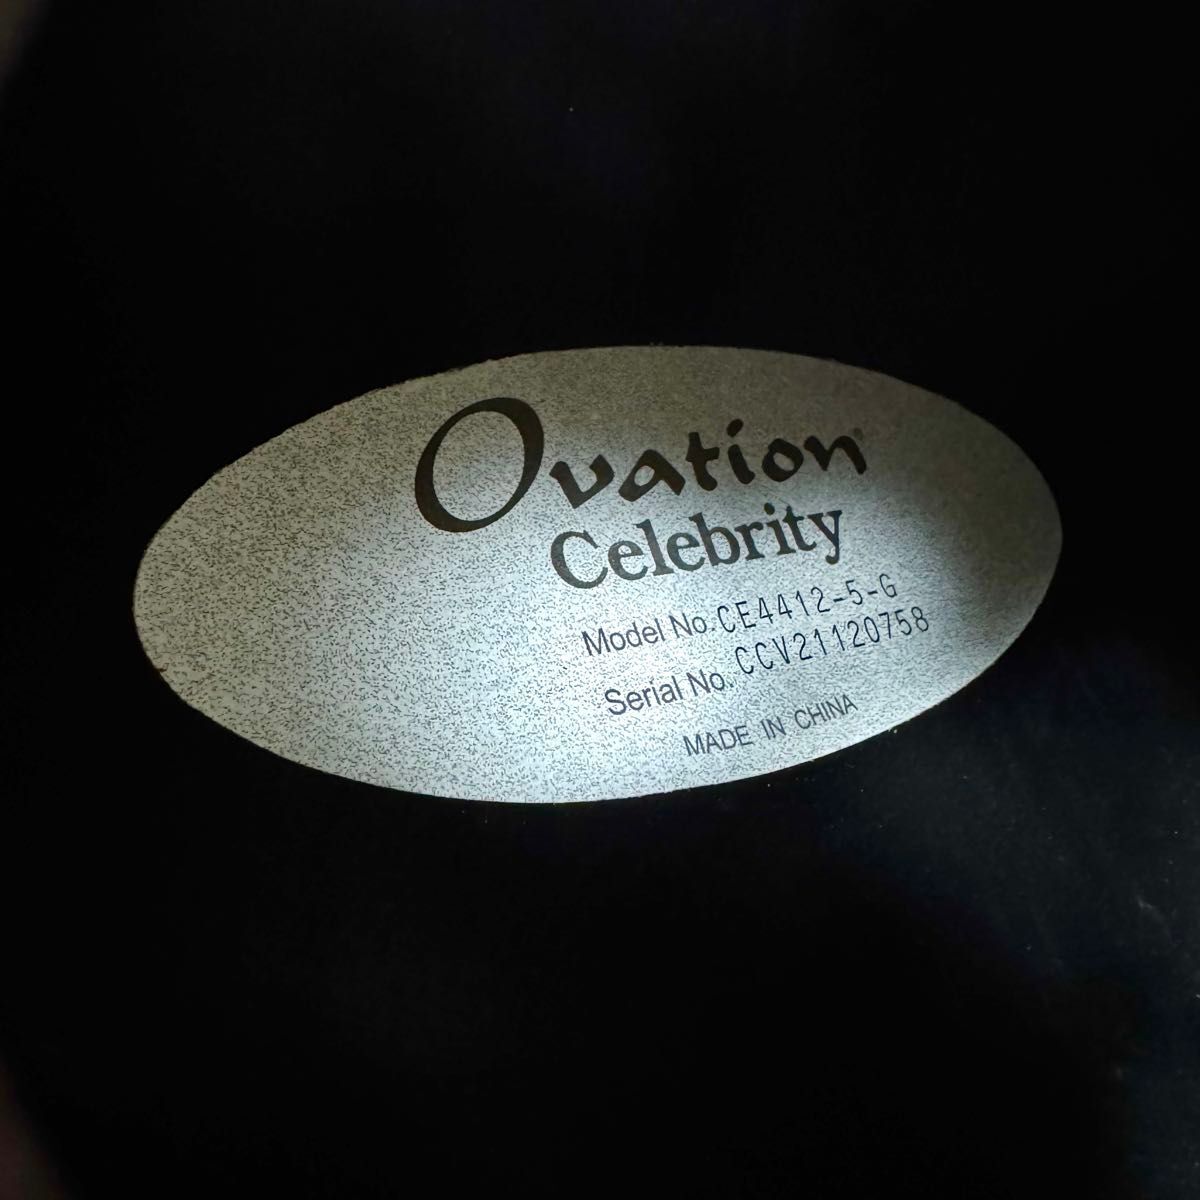 Ovation®
Celebrity
Model No. CE4412-5-G
Serial No. CCV21120758
MADE IN CHINA